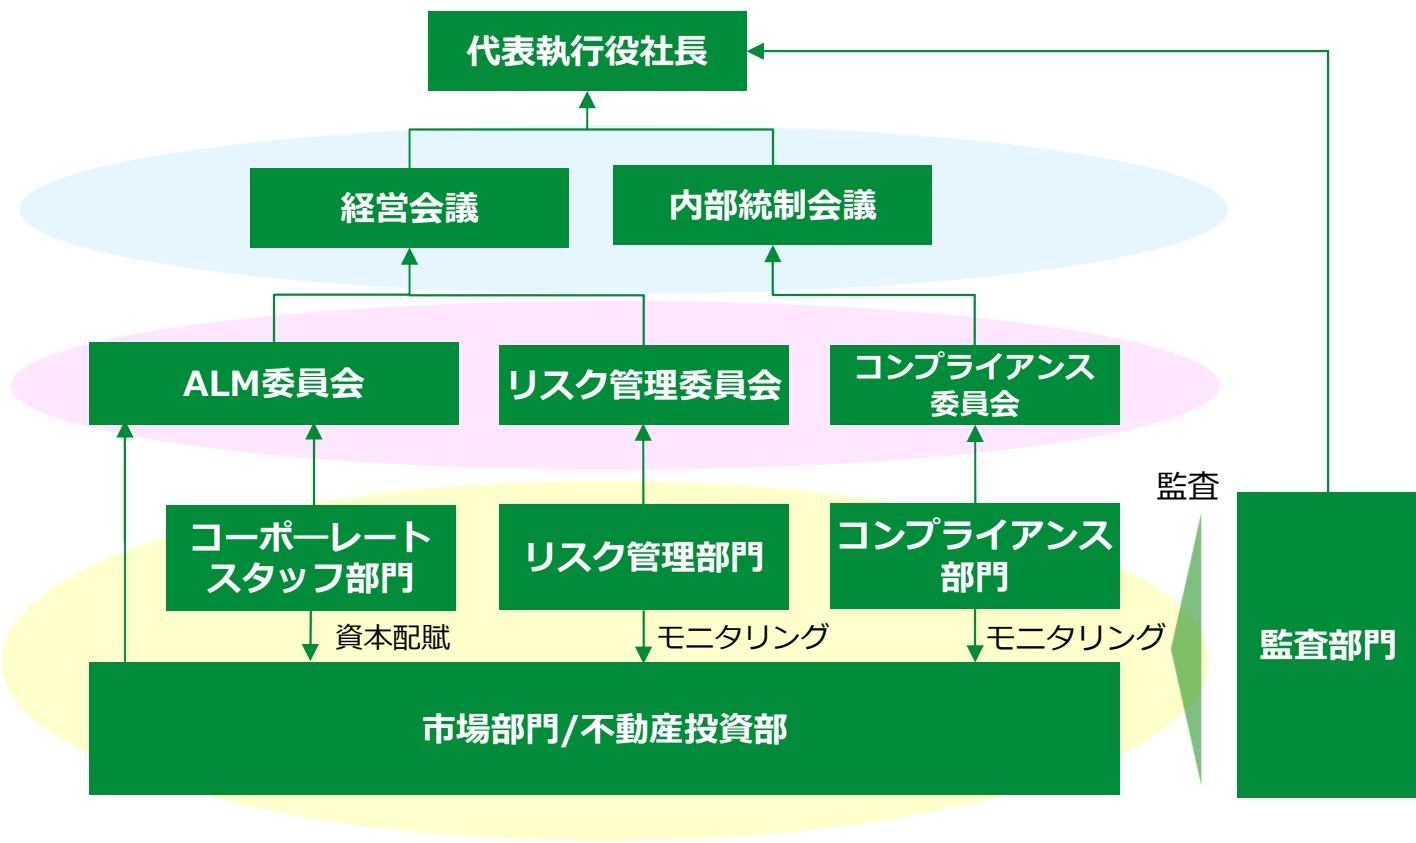 代表執行役社長
経営会議
内部統制会議
ALM委員会
リスク管理委員会
コンプライアンス
委員会
監査
コーポ―レート
スタッフ部門
リスク管理部門
コンプライアンス
部門
資本配賦
モニタリング
モニタリング
監査部門
市場部門/不動産投資部